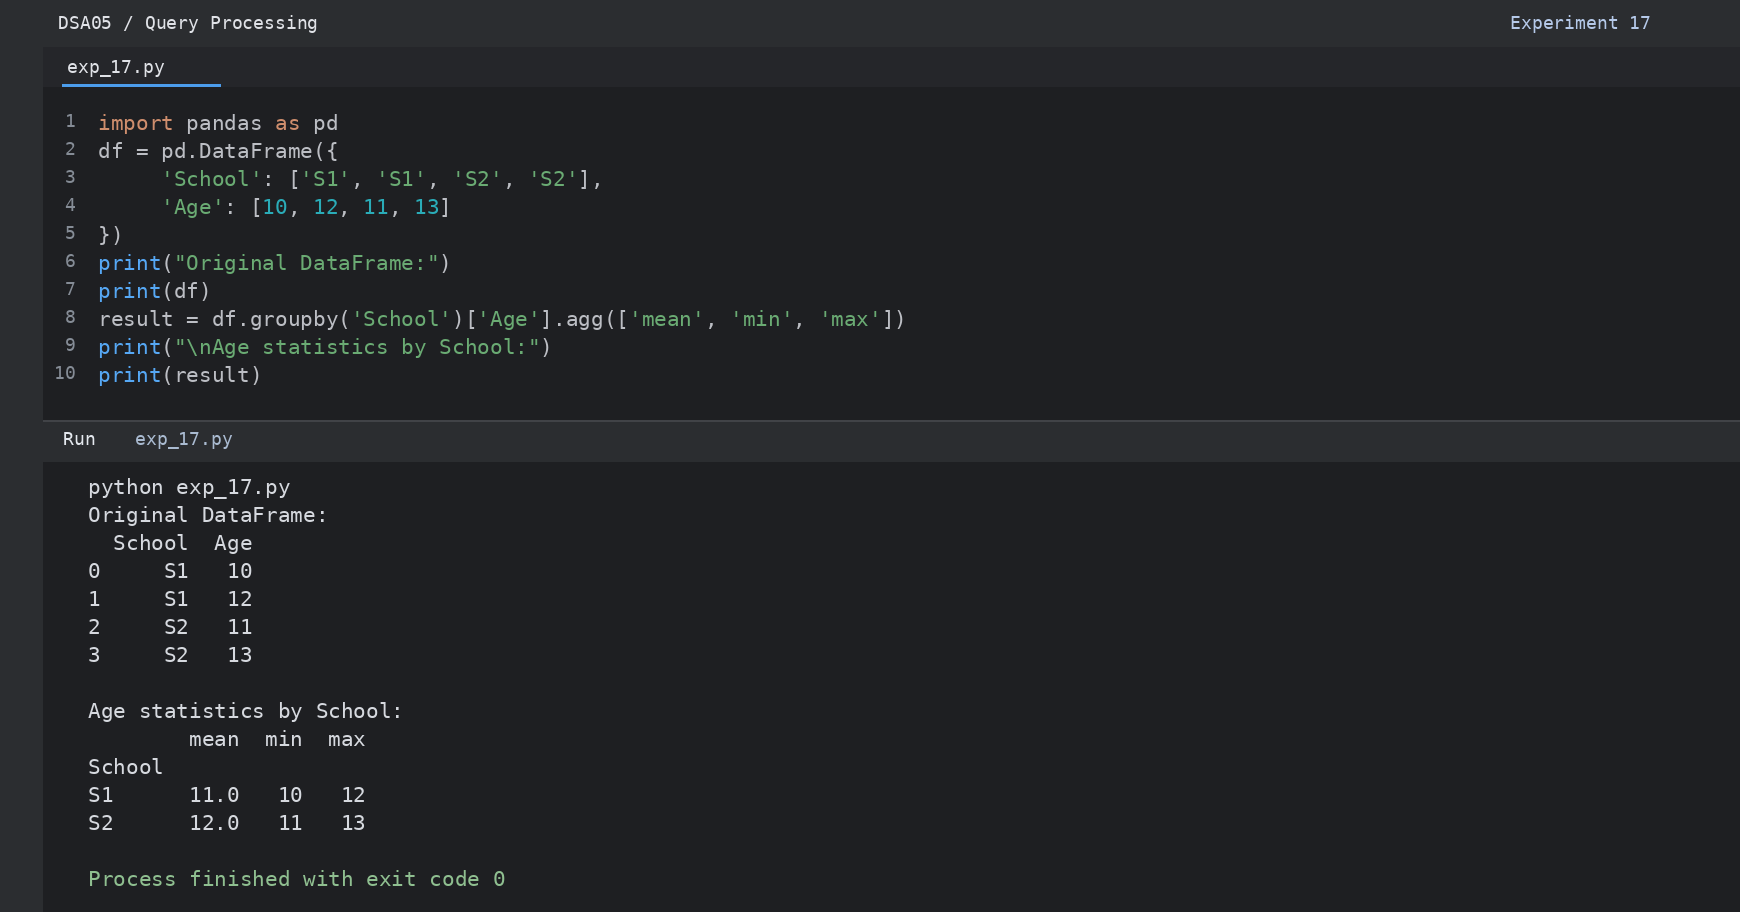 DSA05 / Query Processing
Experiment 17
exp_17.py
1 import pandas as pd
2 df = pd.DataFrame({
3      'School': ['S1', 'S1', 'S2', 'S2'],
4      'Age': [10, 12, 11, 13]
5 })
6 print("Original DataFrame:")
7 print(df)
8 result = df.groupby('School')['Age'].agg(['mean', 'min', 'max'])
9 print("\nAge statistics by School:")
10 print(result)
Run exp_17.py
python exp_17.py
Original DataFrame:
  School  Age
0     S1   10
1     S1   12
2     S2   11
3     S2   13
Age statistics by School:
        mean  min  max
School
S1      11.0   10   12
S2      12.0   11   13
Process finished with exit code 0